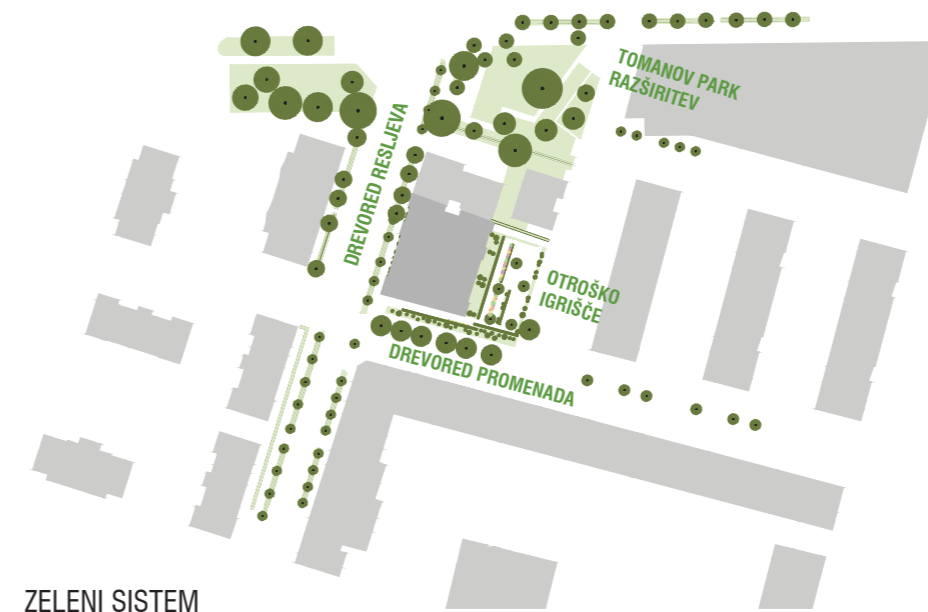 TOMANOV PARK
RAZŠIRITEV
DREVORED RESLJEVA
OTROŠKO
IGRIŠČE
DREVORED PROMENADA
ZELENI SISTEM